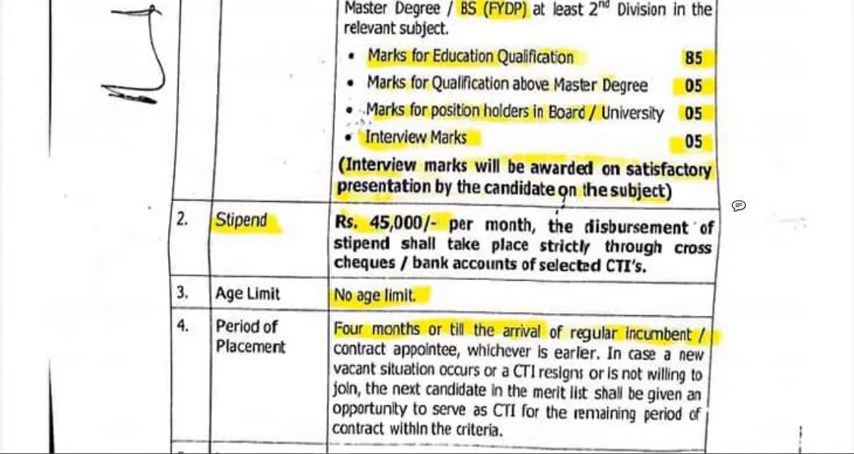 Master Degree / BS (FYDP) at least 2nd Division in the
relevant subject.
• Marks for Education Qualification 85
• Marks for Qualification above Master Degree 05
• Marks for position holders in Board / University 05
• Interview Marks 05
(Interview marks will be awarded on satisfactory
presentation by the candidate on the subject)
2. Stipend Rs. 45,000/- per month, the disbursement of
stipend shall take place strictly through cross
cheques / bank accounts of selected CTI's.
3. Age Limit No age limit.
4. Period of Placement
Four months or till the arrival of regular incumbent /
contract appointee, whichever is earlier. In case a new
vacant situation occurs or a CTI resigns or is not willing to
join, the next candidate in the merit list shall be given an
opportunity to serve as CTI for the remaining period of
contract within the criteria.